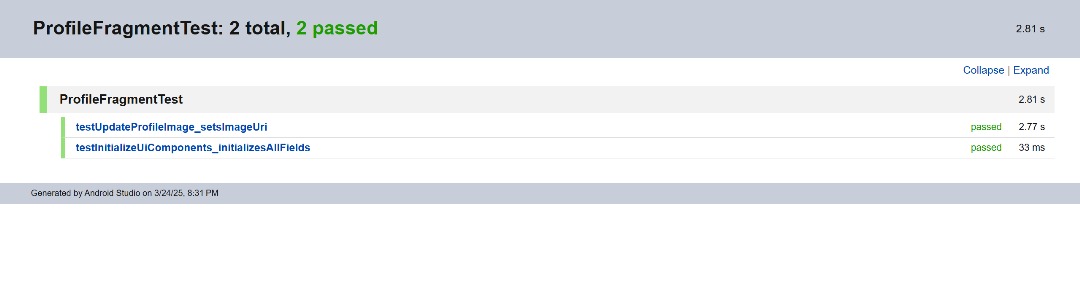 ProfileFragmentTest: 2 total, 2 passed 2.81 s
Collapse | Expand
ProfileFragmentTest 2.81 s
testUpdateProfileImage_setsImageUri passed 2.77 s
testInitializeUiComponents_initializesAllFields passed 33 ms
Generated by Android Studio on 3/24/25, 8:31 PM